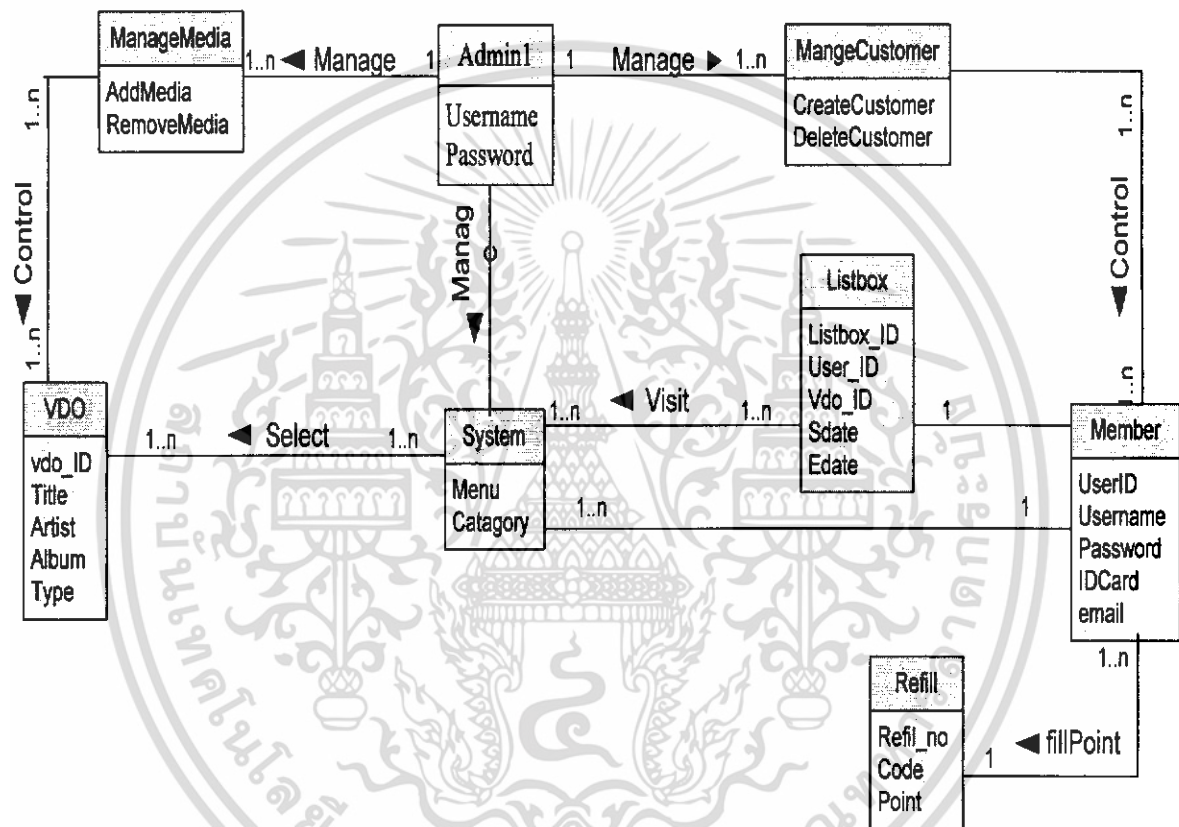 ManageMedia
AddMedia
RemoveMedia
1..n ◄ Manage 1
Admin1
Username
Password
1 Manage ► 1..n
MangeCustomer
CreateCustomer
DeleteCustomer
1..n
◄ Control
1..n
Manag ►
1..n
Control ►
1..n
Listbox
Listbox_ID
User_ID
Vdo_ID
Sdate
Edate
VDO
vdo_ID
Title
Artist
Album
Type
1..n ◄ Select 1..n
System
Menu
Catagory
1..n ◄ Visit 1..n
1
1..n 1
Member
UserID
Username
Password
IDCard
email
1..n
◄ fillPoint
1
Refill
Refil_no
Code
Point